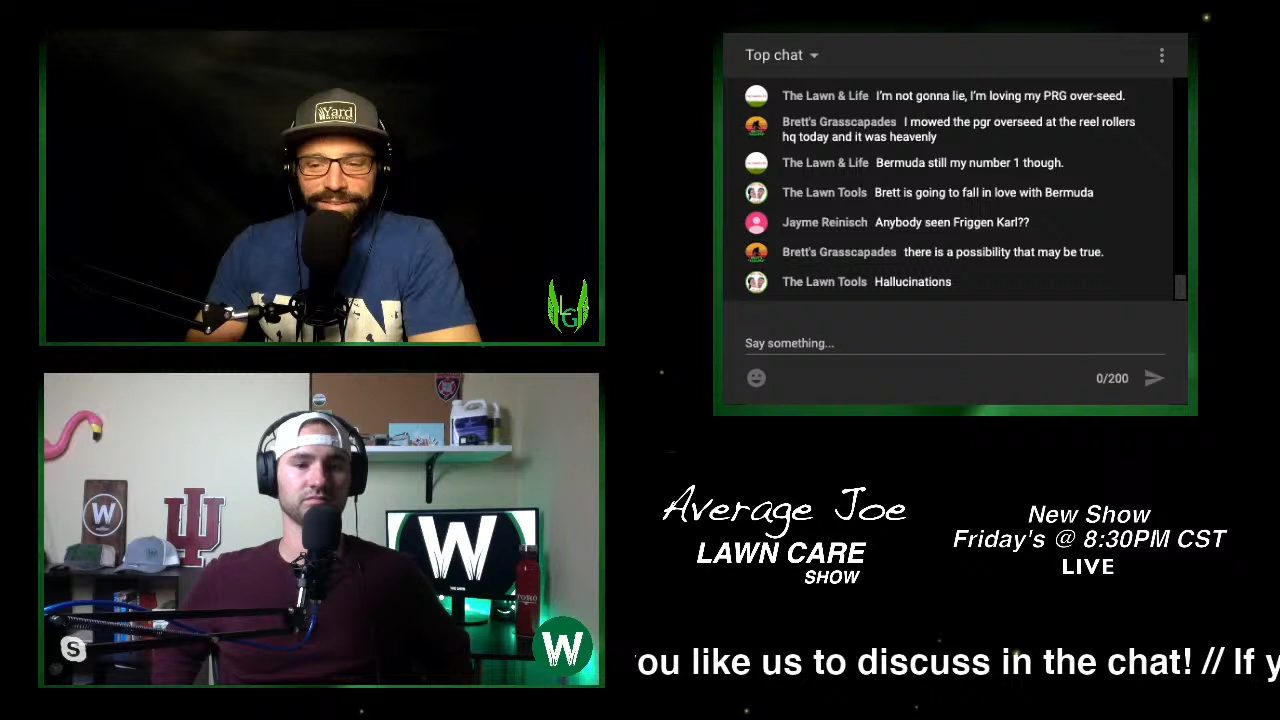 Yard
LG
W
W
S
W
Top chat
The Lawn & Life I'm not gonna lie, I'm loving my PRG over-seed.
Brett's Grasscapades I mowed the pgr overseed at the reel rollers
hq today and it was heavenly
The Lawn & Life Bermuda still my number 1 though.
The Lawn Tools Brett is going to fall in love with Bermuda
Jayme Reinisch Anybody seen Friggen Karl??
Brett's Grasscapades there is a possibility that may be true.
The Lawn Tools Hallucinations
Say something...
0/200
Average Joe
LAWN CARE
SHOW
New Show
Friday's @ 8:30PM CST
LIVE
ou like us to discuss in the chat! // If y